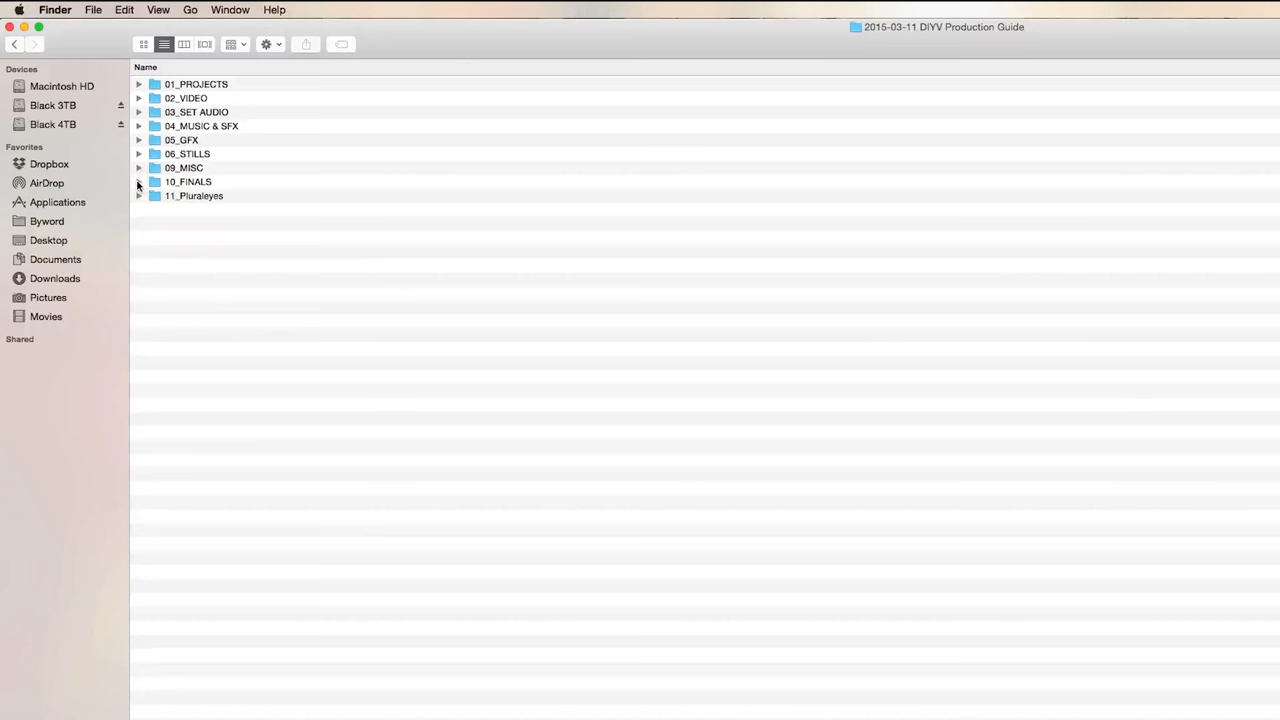 Finder File Edit View Go Window Help
2015-03-11 DIYV Production Guide
Devices
Macintosh HD
Black 3TB
Black 4TB
Favorites
Dropbox
AirDrop
Applications
Byword
Desktop
Documents
Downloads
Pictures
Movies
Shared
Name
01_PROJECTS
02_VIDEO
03_SET AUDIO
04_MUSIC & SFX
05_GFX
06_STILLS
09_MISC
10_FINALS
11_Pluraleyes